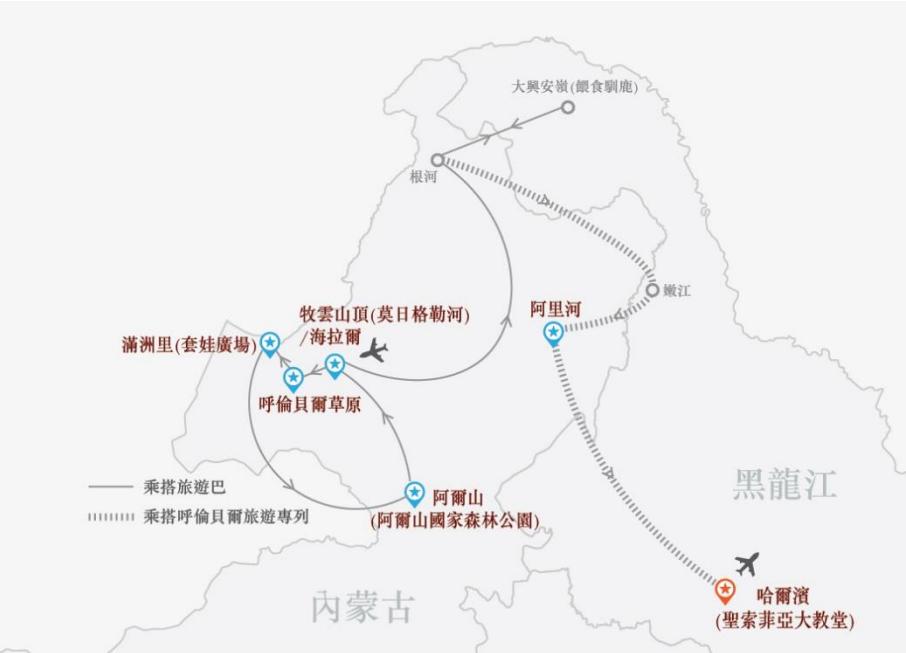 大興安嶺(餵食馴鹿)
根河
嫩江
阿里河
牧雲山頂(莫日格勒河)
/海拉爾
滿洲里(套娃廣場)
呼倫貝爾草原
乘搭旅遊巴
乘搭呼倫貝爾旅遊專列
阿爾山
(阿爾山國家森林公園)
黑龍江
內蒙古
哈爾濱
(聖索菲亞大教堂)